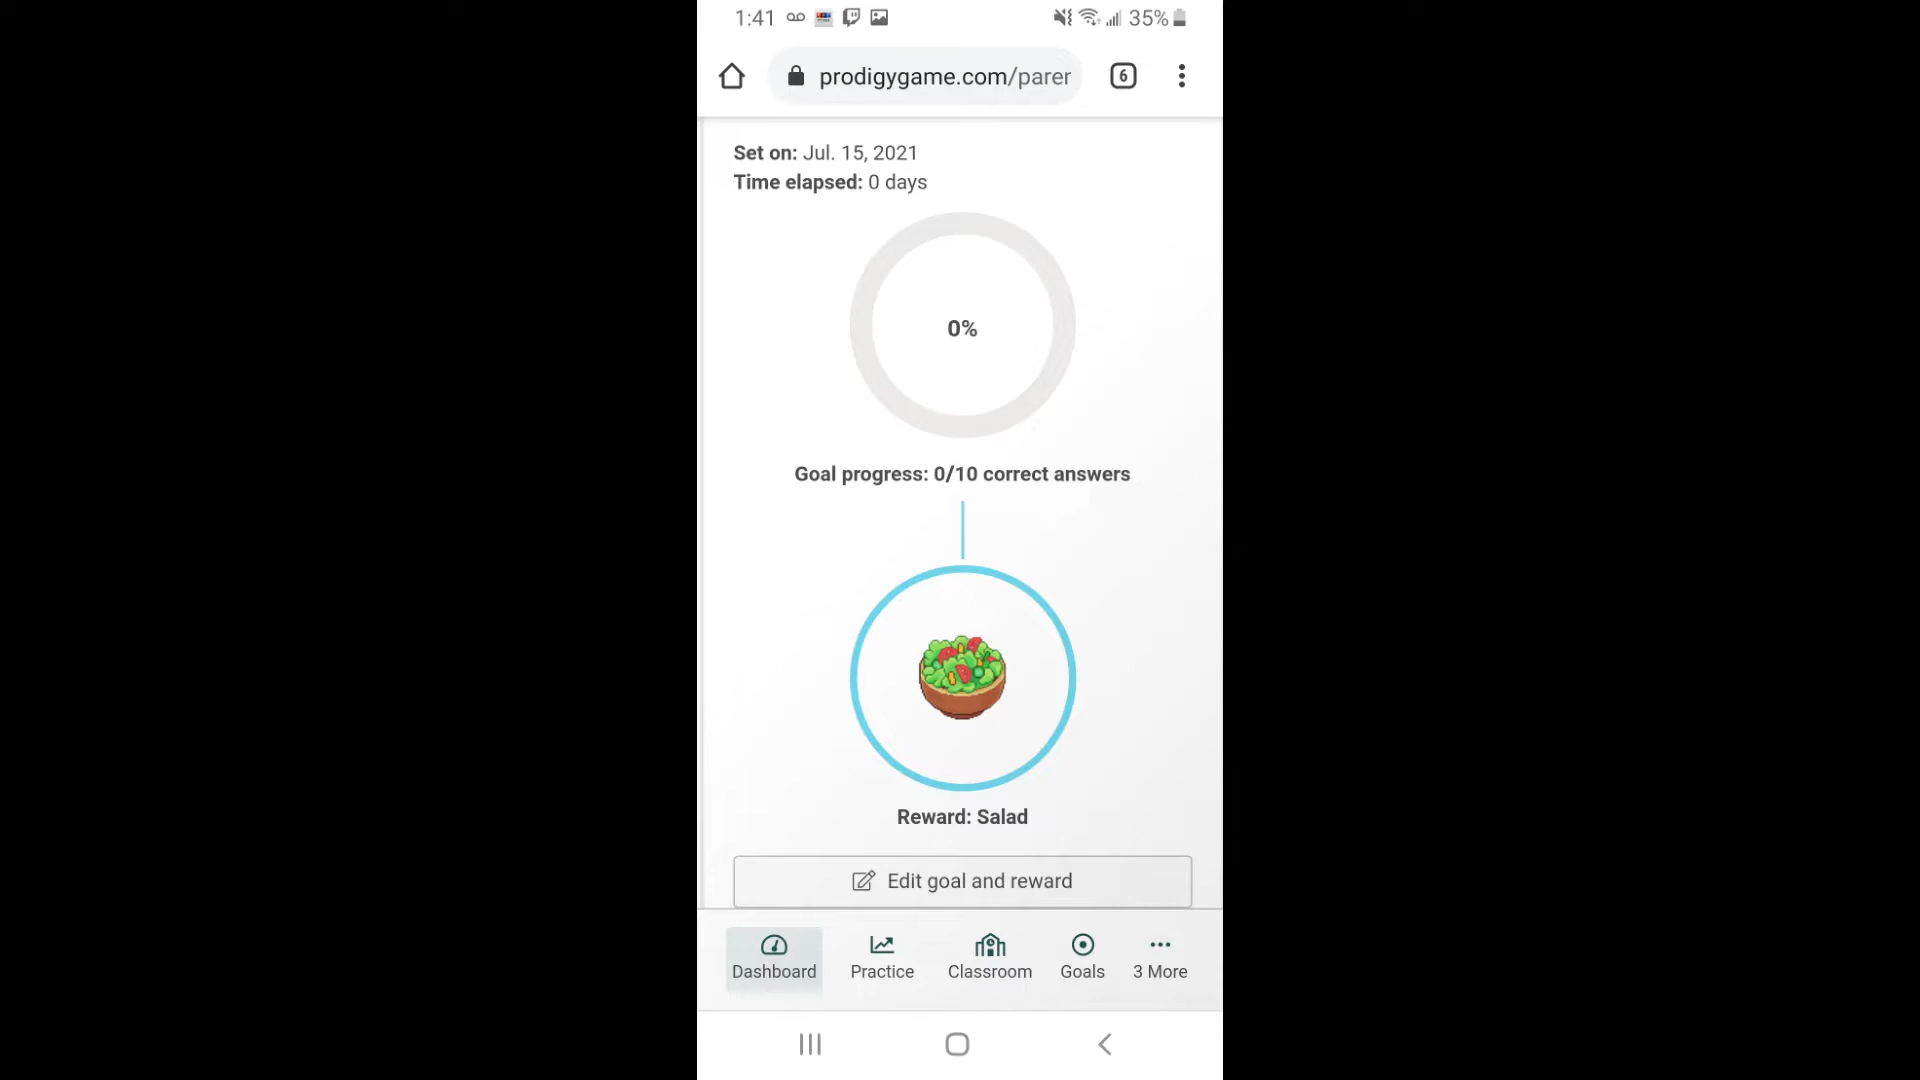 1:41
35%
prodigygame.com/parer
6
Set on: Jul. 15, 2021
Time elapsed: 0 days
0%
Goal progress: 0/10 correct answers
Reward: Salad
Edit goal and reward
Dashboard
Practice
Classroom
Goals
3 More